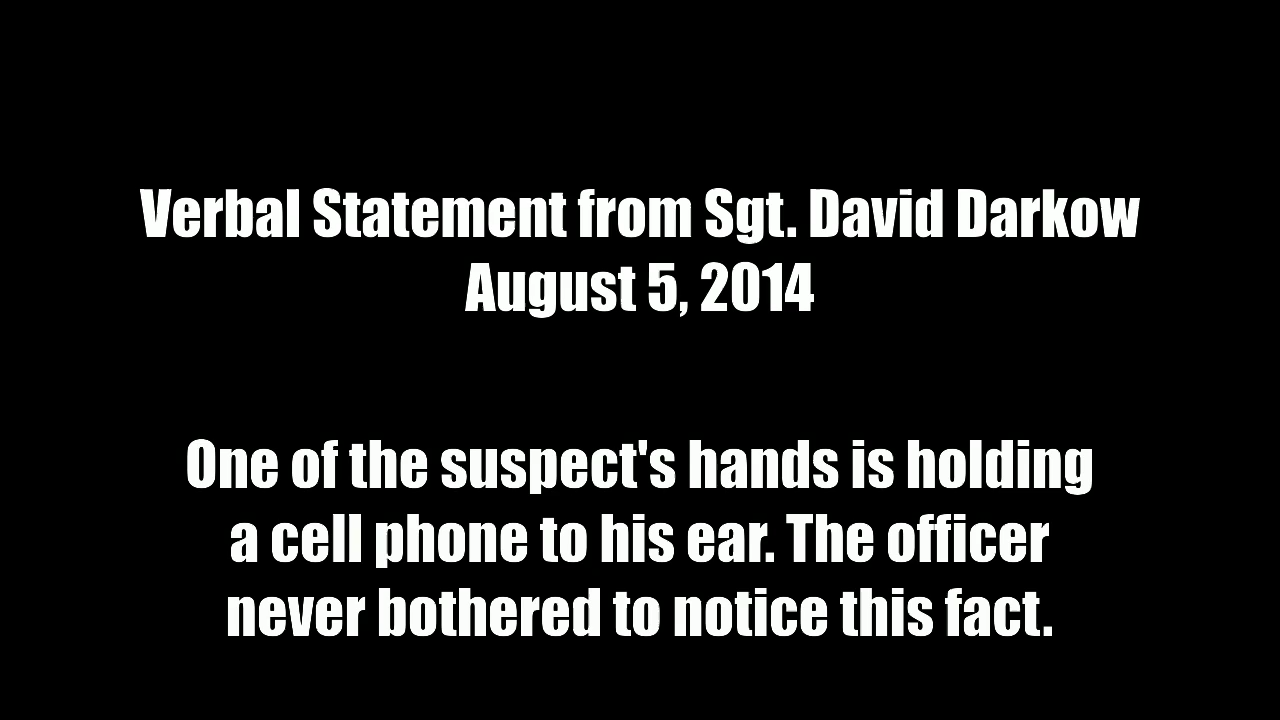 Verbal Statement from Sgt. David Darkow
August 5, 2014
One of the suspect's hands is holding
a cell phone to his ear. The officer
never bothered to notice this fact.